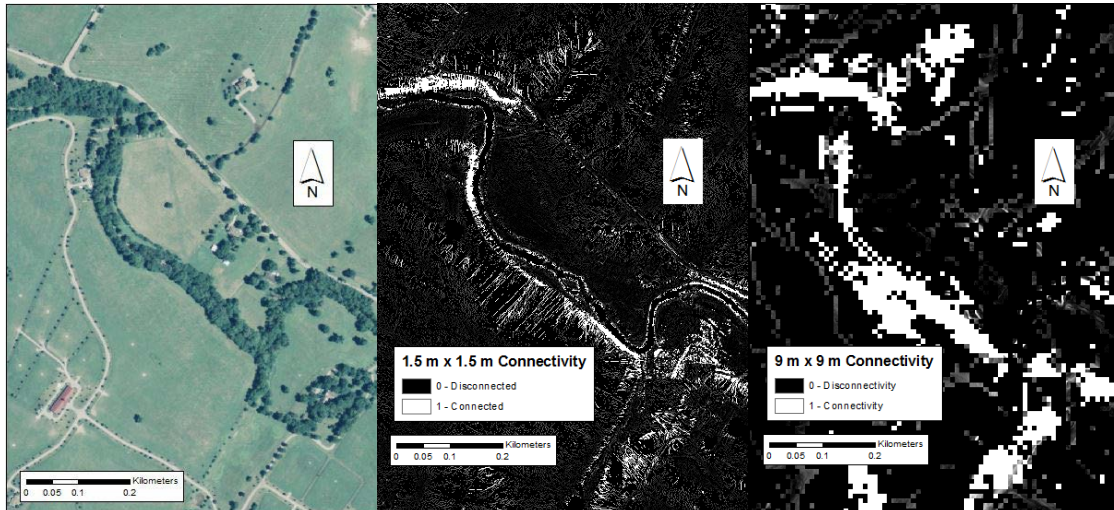 N
Kilometers
0 0.05 0.1 0.2
N
1.5 m x 1.5 m Connectivity
0 - Disconnected
1 - Connected
Kilometers
0 0.05 0.1 0.2
N
9 m x 9 m Connectivity
0 - Disconnectivity
1 - Connectivity
Kilometers
0 0.05 0.1 0.2